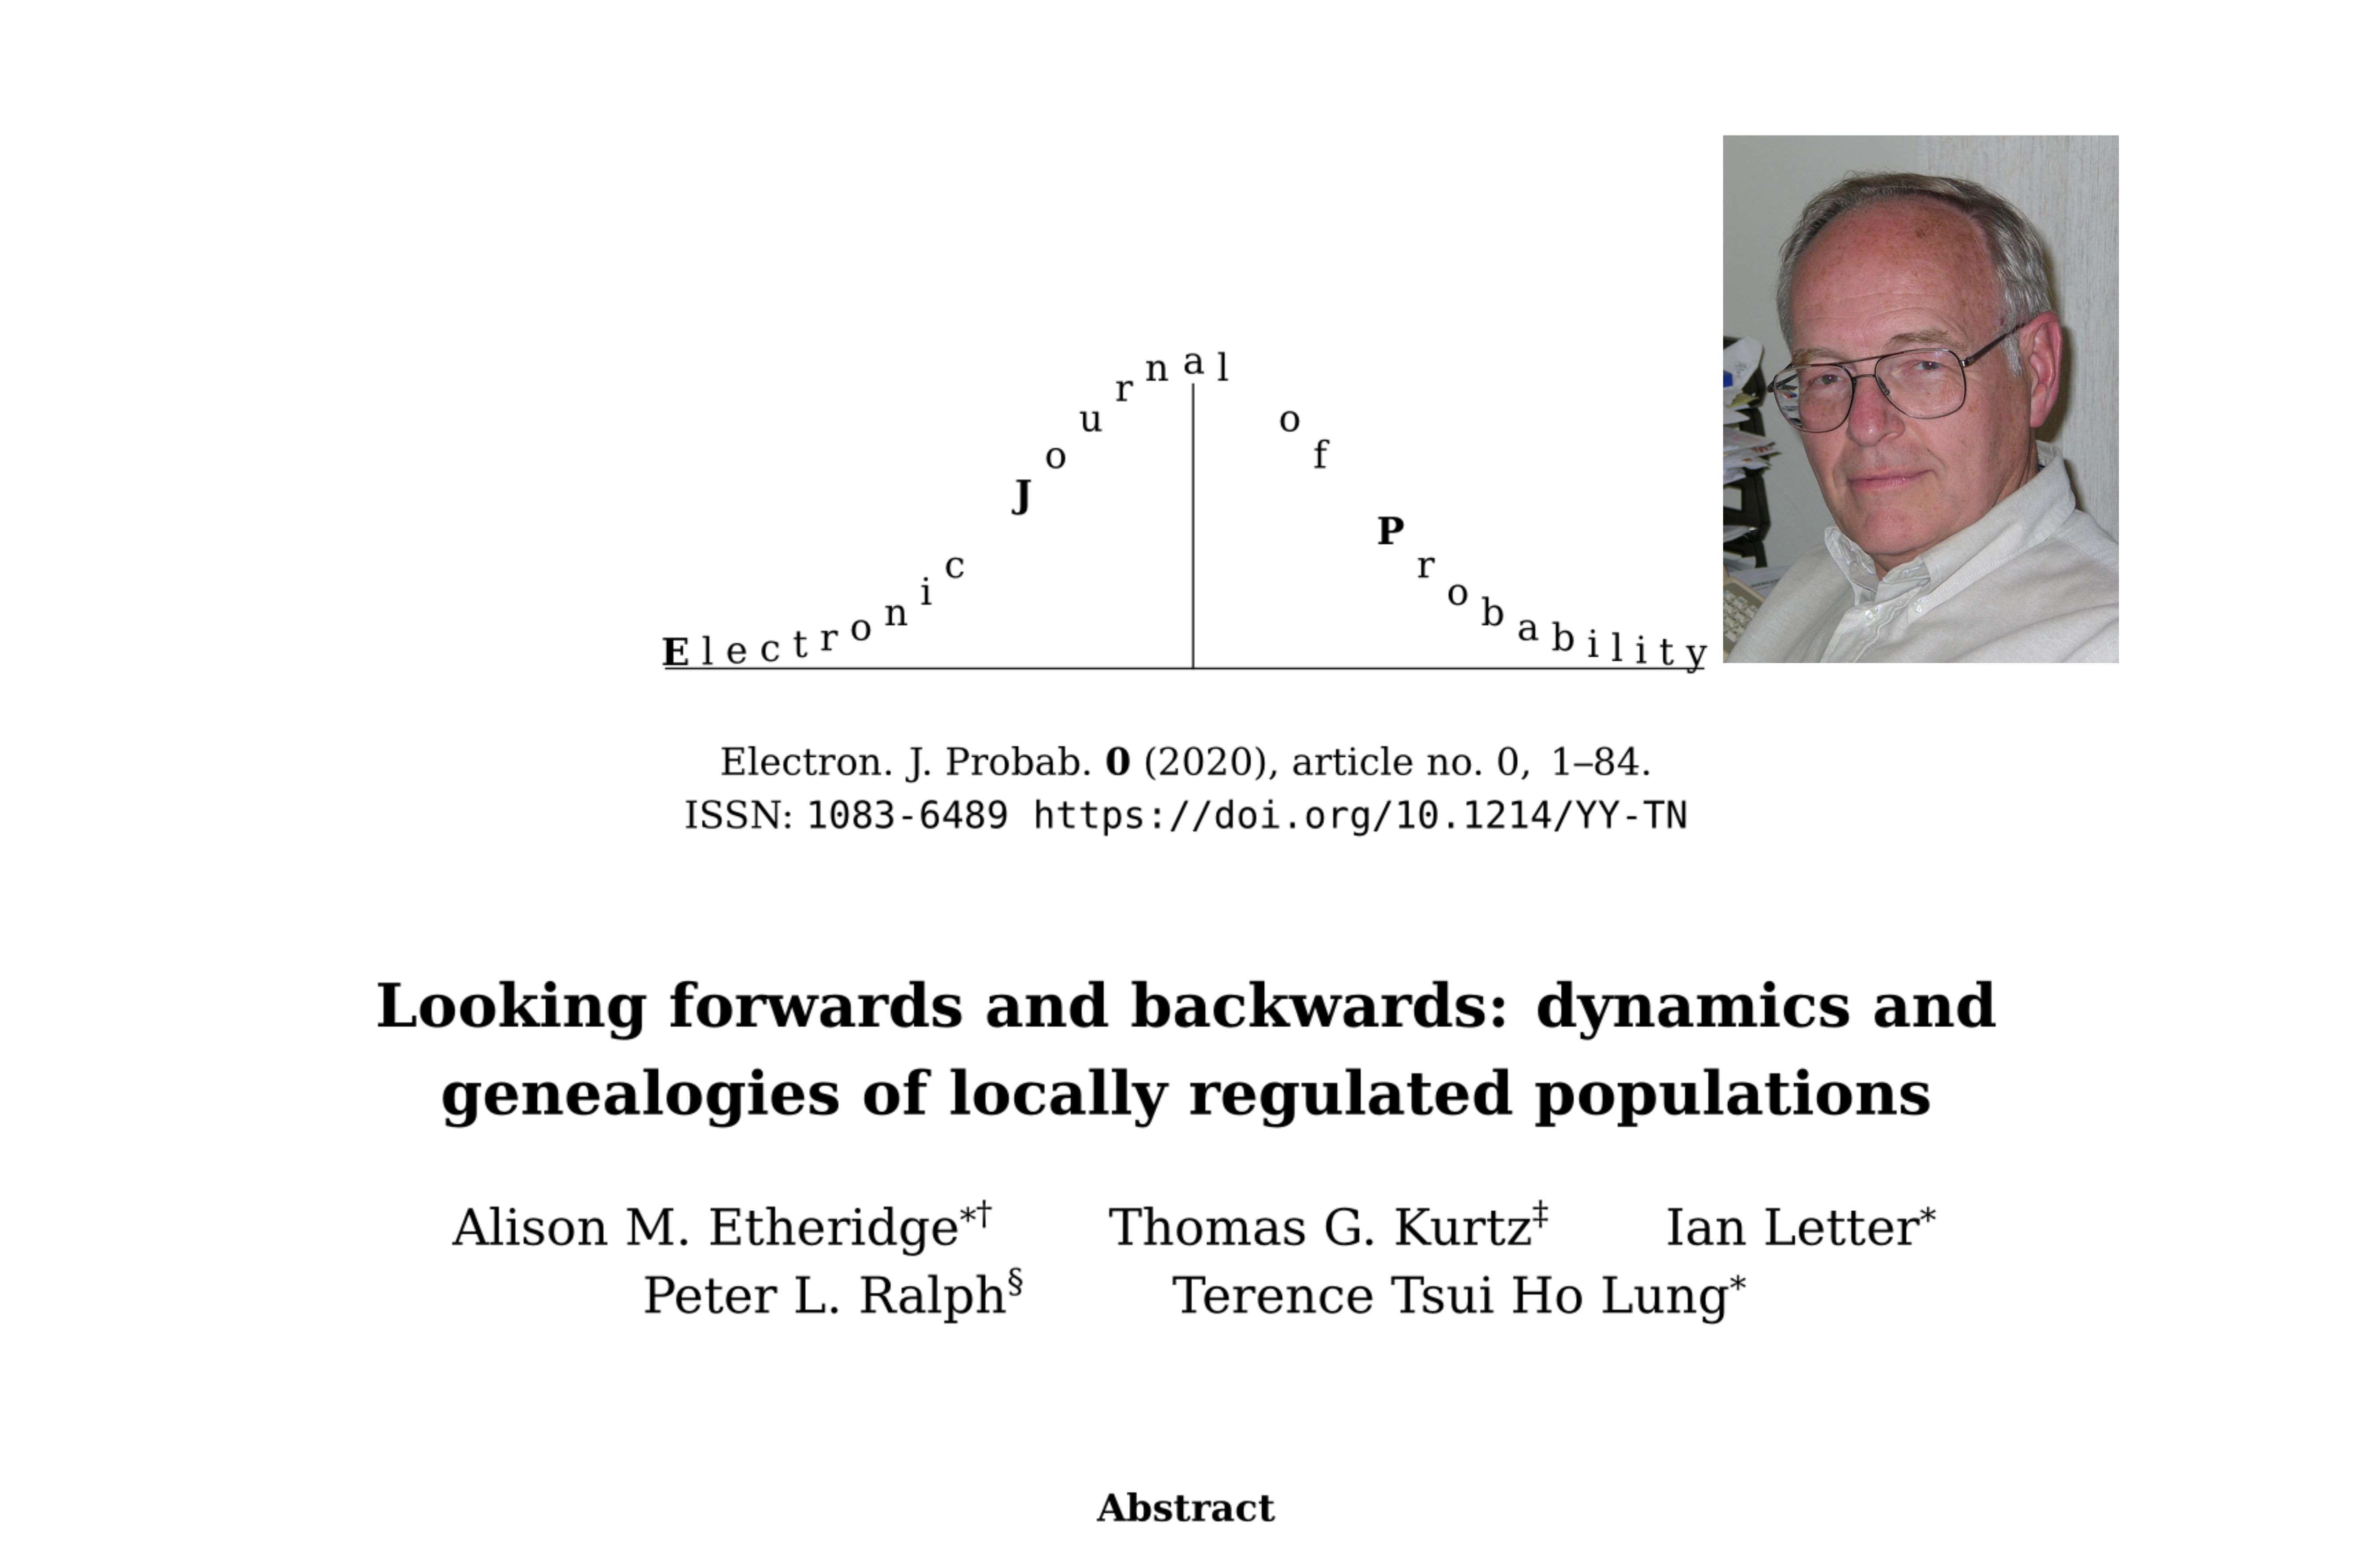 Electronic Journal of Probability
Electron. J. Probab. 0 (2020), article no. 0, 1–84.
ISSN: 1083-6489 https://doi.org/10.1214/YY-TN
Looking forwards and backwards: dynamics and
genealogies of locally regulated populations
Alison M. Etheridge*† Thomas G. Kurtz‡ Ian Letter*
Peter L. Ralph§ Terence Tsui Ho Lung*
Abstract